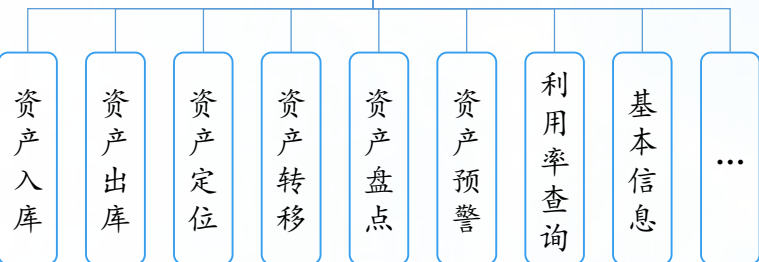 资产入库
资产出库
资产定位
资产转移
资产盘点
资产预警
利用率查询
基本信息
...